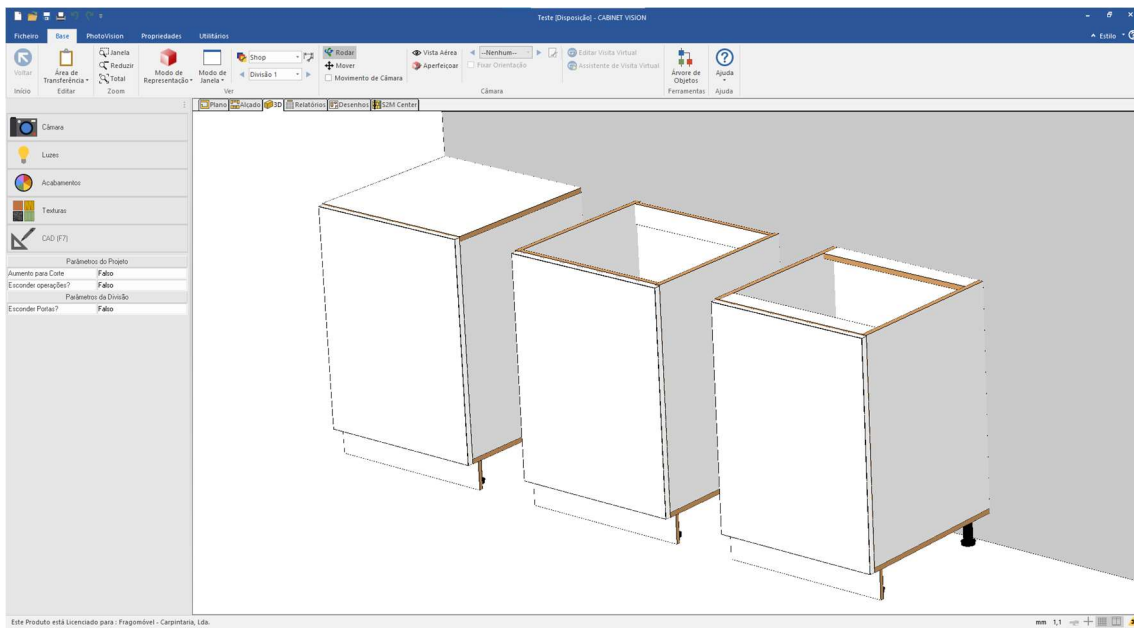 Teste [Disposição] - CABINET VISION
Ficheiro Base PhotoVision Propriedades Utilitários
Estilo
Voltar
Início
Área de
Transferência
Editar
Janela
Reduzir
Total
Zoom
Modo de
Representação
Modo de
Janela
Shop
Divisão 1
Ver
Rodar
Mover
Movimento de Câmara
Vista Aérea
Aperfeiçoar
--Nenhum--
Fixar Orientação
Editar Visita Virtual
Assistente de Visita Virtual
Câmara
Árvore de
Objetos
Ferramentas
Ajuda
Ajuda
Plano Alçado 3D Relatórios Desenhos S2M Center
Câmara
Luzes
Acabamentos
Texturas
CAD (F7)
Parâmetros do Projeto
Aumento para Corte Falso
Esconder operações? Falso
Parâmetros da Divisão
Esconder Portas? Falso
Este Produto está Licenciado para : Fragomóvel - Carpintaria, Lda.
mm 1,1